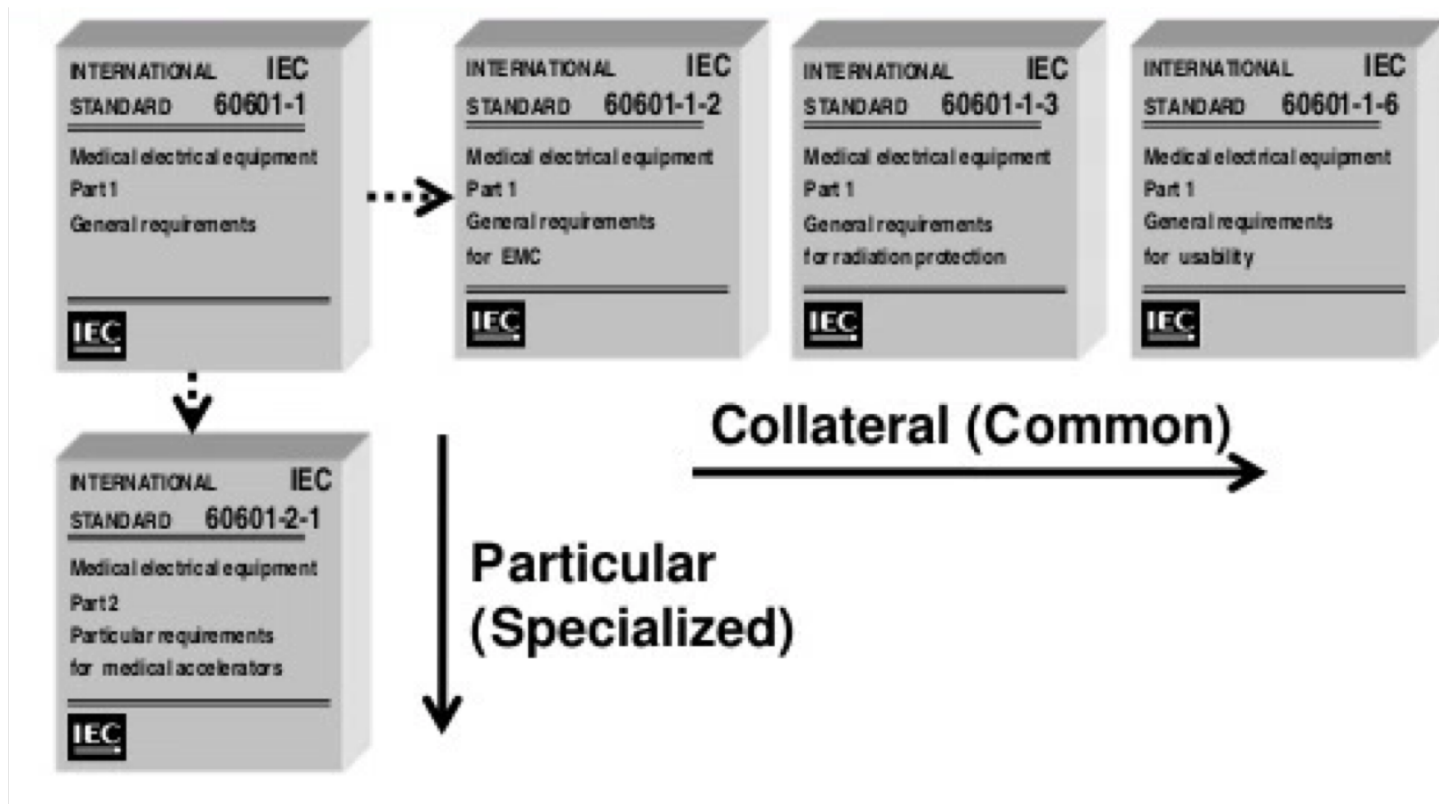 INTERNATIONAL IEC
STANDARD 60601-1
Medical electrical equipment
Part 1
General requirements
IEC
INTERNATIONAL IEC
STANDARD 60601-1-2
Medical electrical equipment
Part 1
General requirements
for EMC
IEC
INTERNATIONAL IEC
STANDARD 60601-1-3
Medical electrical equipment
Part 1
General requirements
for radiation protection
IEC
INTERNATIONAL IEC
STANDARD 60601-1-6
Medical electrical equipment
Part 1
General requirements
for usability
IEC
Collateral (Common)
INTERNATIONAL IEC
STANDARD 60601-2-1
Medical electrical equipment
Part 2
Particular requirements
for medical accelerators
IEC
Particular
(Specialized)